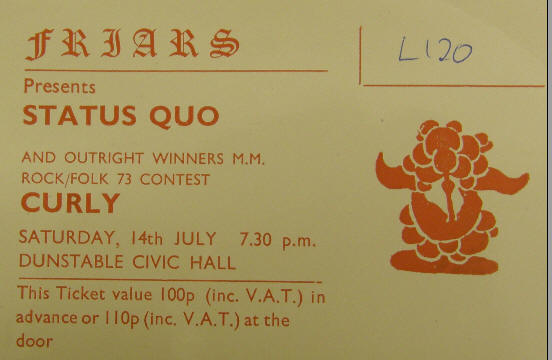 FRIARS
L120
Presents
STATUS QUO
AND OUTRIGHT WINNERS M.M.
ROCK/FOLK 73 CONTEST
CURLY
SATURDAY, 14th JULY 7.30 p.m.
DUNSTABLE CIVIC HALL
This Ticket value 100p (inc. V.A.T.) in
advance or 110p (inc. V.A.T.) at the
door